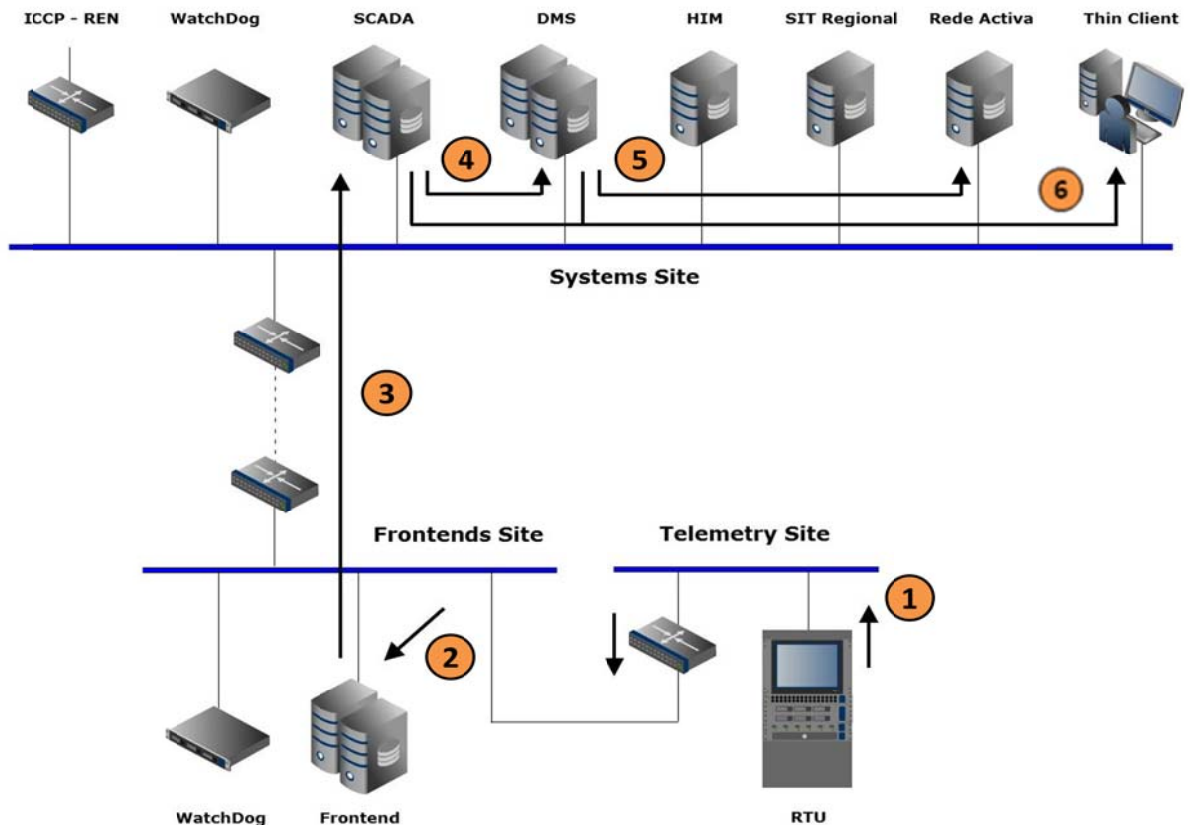 ICCP - REN
WatchDog
SCADA
DMS
HIM
SIT Regional
Rede Activa
Thin Client
4
5
6
Systems Site
3
Frontends Site
Telemetry Site
1
2
WatchDog
Frontend
RTU